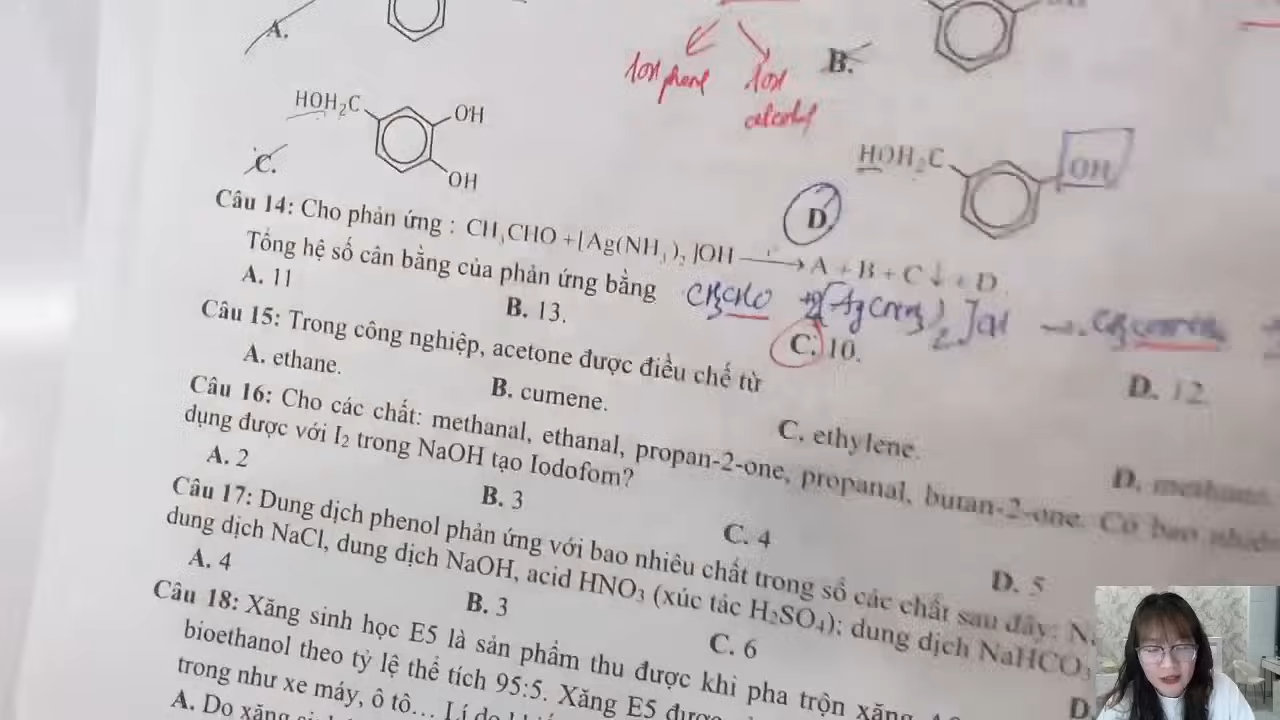 A.
1OH phenol 1OH
alcohol
B.
HOH₂C OH
OH
C.
HOH₂C OH
D.
Câu 14: Cho phản ứng : CH₃CHO + [Ag(NH₃)₂]OH → A + B + C↓ + D
Tổng hệ số cân bằng của phản ứng bằng
CH₃CHO
A. 11 B. 13. C. 10. D. 12.
Câu 15: Trong công nghiệp, acetone được điều chế từ
A. ethane. B. cumene. C. ethylene. D. methane.
Câu 16: Cho các chất: methanal, ethanal, propan-2-one, propanal, butan-2-one. Có bao nhiêu
dụng được với I₂ trong NaOH tạo Iodofom?
A. 2 B. 3 C. 4 D. 5
Câu 17: Dung dịch phenol phản ứng với bao nhiêu chất trong số các chất sau đây: N
dung dịch NaCl, dung dịch NaOH, acid HNO₃ (xúc tác H₂SO₄); dung dịch NaHCO₃
A. 4 B. 3 C. 6 D.
Câu 18: Xăng sinh học E5 là sản phẩm thu được khi pha trộn xăng
bioethanol theo tỷ lệ thể tích 95:5. Xăng E5 được
trong như xe máy, ô tô... Lí do
A. Do xăng